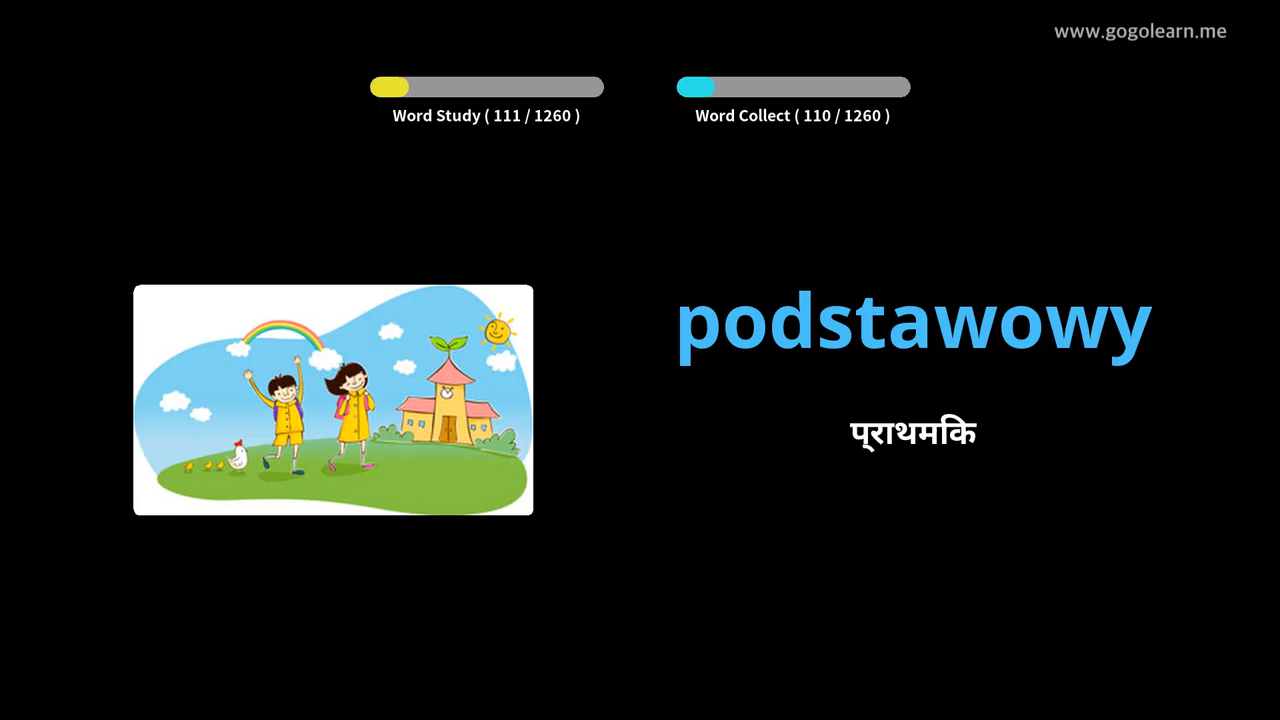 www.gogolearn.me
Word Study ( 111 / 1260 )
Word Collect ( 110 / 1260 )
podstawowy
प्राथमिक